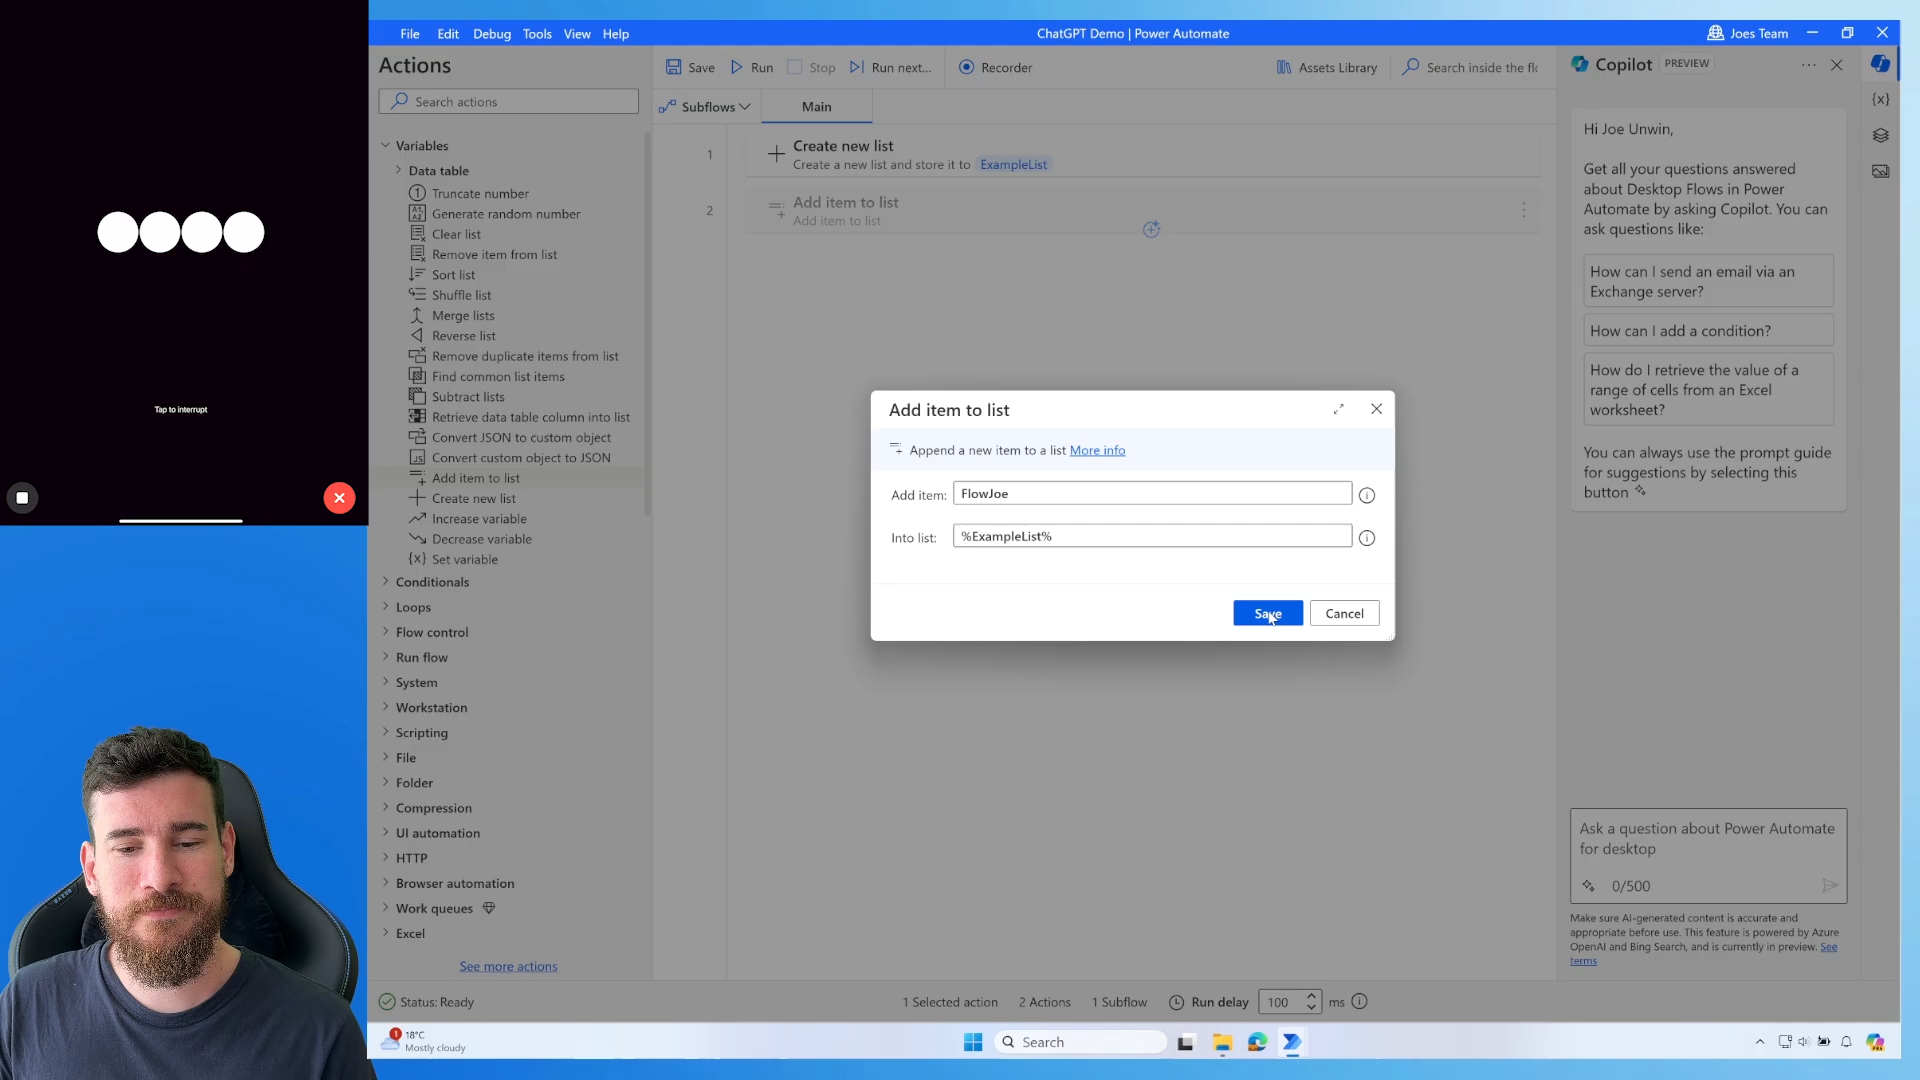 Tap to interrupt
File Edit Debug Tools View Help
ChatGPT Demo | Power Automate
Joes Team
Actions
Search actions
Variables
Data table
Truncate number
Generate random number
Clear list
Remove item from list
Sort list
Shuffle list
Merge lists
Reverse list
Remove duplicate items from list
Find common list items
Subtract lists
Retrieve data table column into list
Convert JSON to custom object
Convert custom object to JSON
Add item to list
Create new list
Increase variable
Decrease variable
{x} Set variable
Conditionals
Loops
Flow control
Run flow
System
Workstation
Scripting
File
Folder
Compression
UI automation
HTTP
Browser automation
Work queues
Excel
See more actions
Save Run Stop Run next... Recorder
Assets Library Search inside the flo
Subflows Main
1
Create new list
Create a new list and store it to ExampleList
2
Add item to list
Add item to list
Add item to list
Append a new item to a list More info
Add item: FlowJoe
Into list: %ExampleList%
Save Cancel
Copilot PREVIEW
{x}
Hi Joe Unwin,
Get all your questions answered
about Desktop Flows in Power
Automate by asking Copilot. You can
ask questions like:
How can I send an email via an
Exchange server?
How can I add a condition?
How do I retrieve the value of a
range of cells from an Excel
worksheet?
You can always use the prompt guide
for suggestions by selecting this
button
Ask a question about Power Automate
for desktop
0/500
Make sure AI-generated content is accurate and
appropriate before use. This feature is powered by Azure
OpenAI and Bing Search, and is currently in preview. See
terms
Status: Ready
1 Selected action 2 Actions 1 Subflow Run delay 100 ms
1
18°C
Mostly cloudy
Search